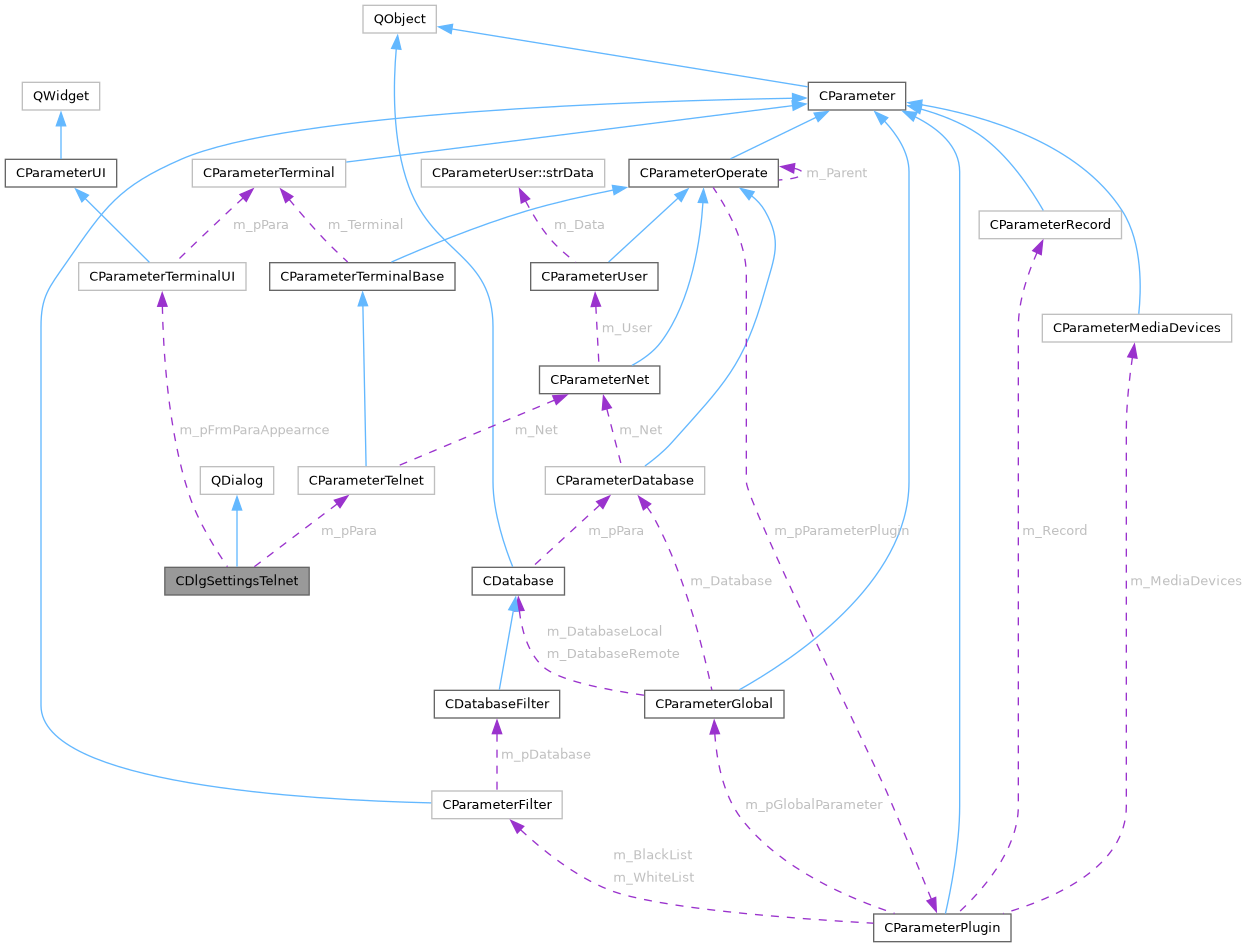 QObject
QWidget
CParameter
CParameterUI
CParameterTerminal
CParameterUser::strData
CParameterOperate
m_Parent
m_pPara
m_Terminal
m_Data
CParameterRecord
CParameterTerminalUI
CParameterTerminalBase
CParameterUser
m_User
CParameterMediaDevices
CParameterNet
m_pFrmParaAppearnce
m_Net
m_Net
QDialog
CParameterTelnet
CParameterDatabase
m_pPara
m_pPara
m_pParameterPlugin
m_Record
CDlgSettingsTelnet
CDatabase
m_Database
m_MediaDevices
m_DatabaseLocal
m_DatabaseRemote
CDatabaseFilter
CParameterGlobal
m_pDatabase
CParameterFilter
m_pGlobalParameter
m_BlackList
m_WhiteList
CParameterPlugin